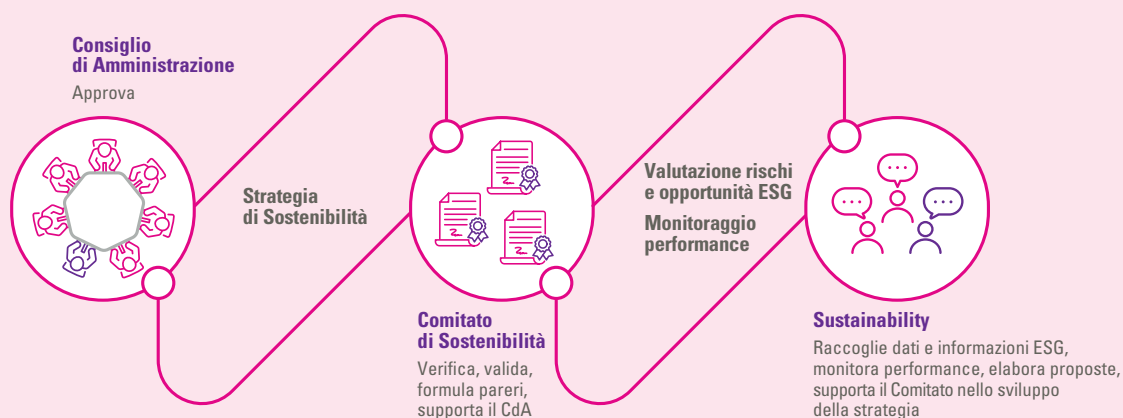 Consiglio
di Amministrazione
Approva
Strategia
di Sostenibilità
Comitato
di Sostenibilità
Verifica, valida,
formula pareri,
supporta il CdA
Valutazione rischi
e opportunità ESG
Monitoraggio
performance
Sustainability
Raccoglie dati e informazioni ESG,
monitora performance, elabora proposte,
supporta il Comitato nello sviluppo
della strategia